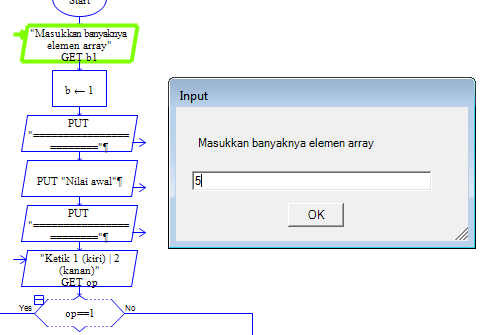 Start
"Masukkan banyaknya
elemen array"
GET b1
b ← 1
PUT
"================
========"¶
PUT "Nilai awal"¶
PUT
"================
========"¶
"Ketik 1 (kiri) | 2
(kanan)"
GET op
Yes
op==1
No
Input
Masukkan banyaknya elemen array
5
OK